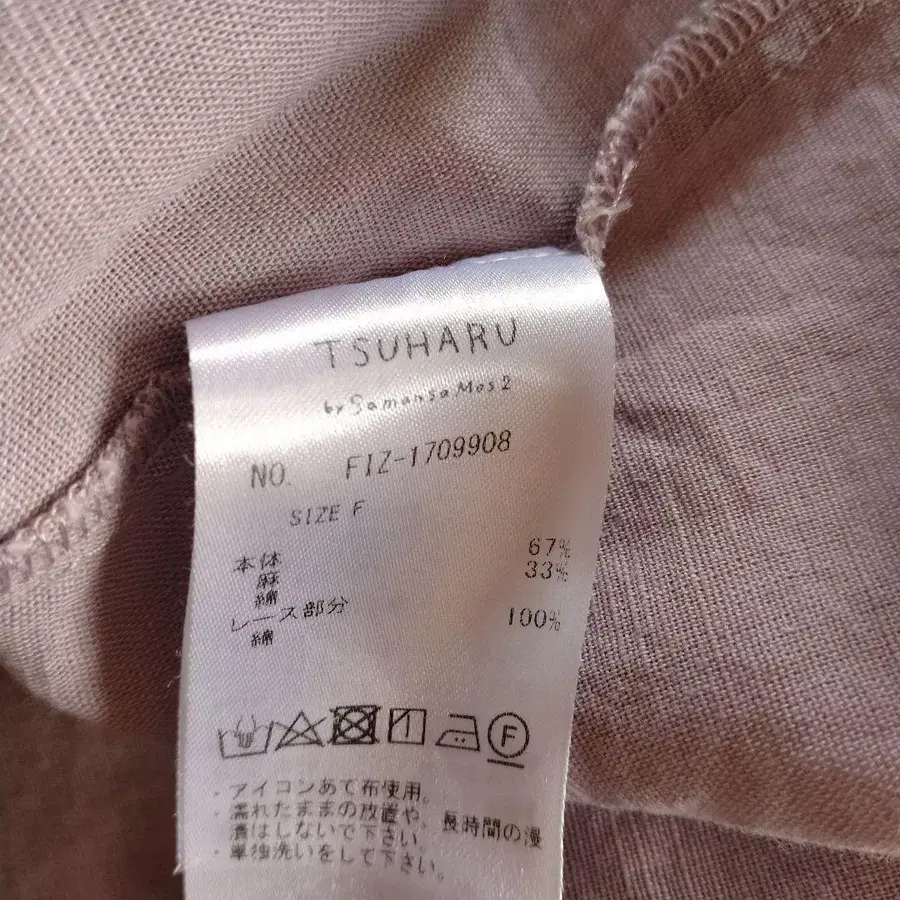 TSUHARU
by Samansa Mos2
NO. FIZ-1709908
SIZE F
本体
麻 67%
綿 33%
レース部分
綿 100%
F
・アイコンあて布使用。
・濡れたままの放置や、長時間の浸
漬はしないで下さい。
・単独洗いをして下さい。